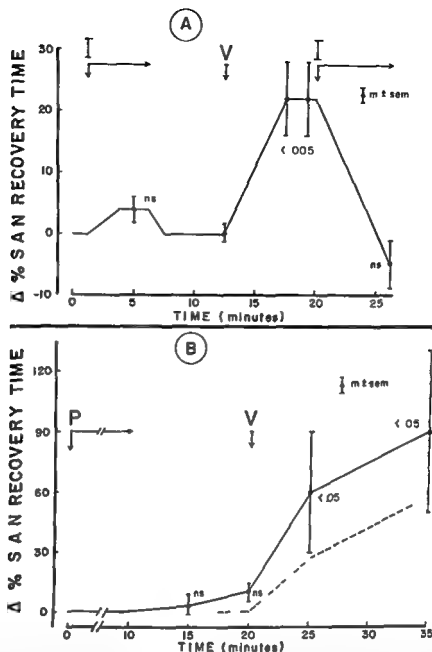 A
Δ % SAN RECOVERY TIME
30
20
10
0
-10
I
V
I
m ± sem
ns
<.005
ns
0
5
10
15
20
25
TIME (minutes)
B
Δ % SAN RECOVERY TIME
120
90
60
30
0
P
V
m ± sem
ns
ns
<.05
<.05
0
10
15
20
25
30
35
TIME (minutes)